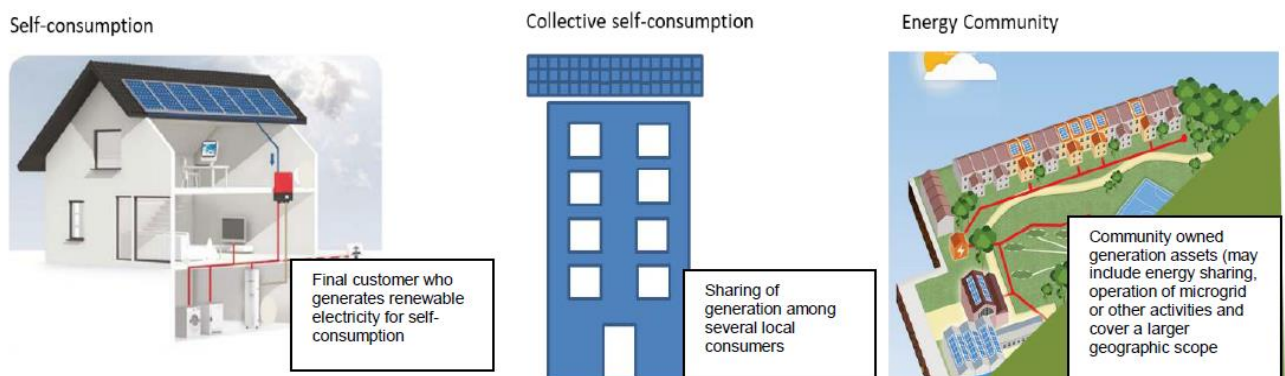 Self-consumption
Collective self-consumption
Energy Community
Final customer who
generates renewable
electricity for self-
consumption
Sharing of
generation among
several local
consumers
Community owned
generation assets (may
include energy sharing,
operation of microgrid
or other activities and
cover a larger
geographic scope